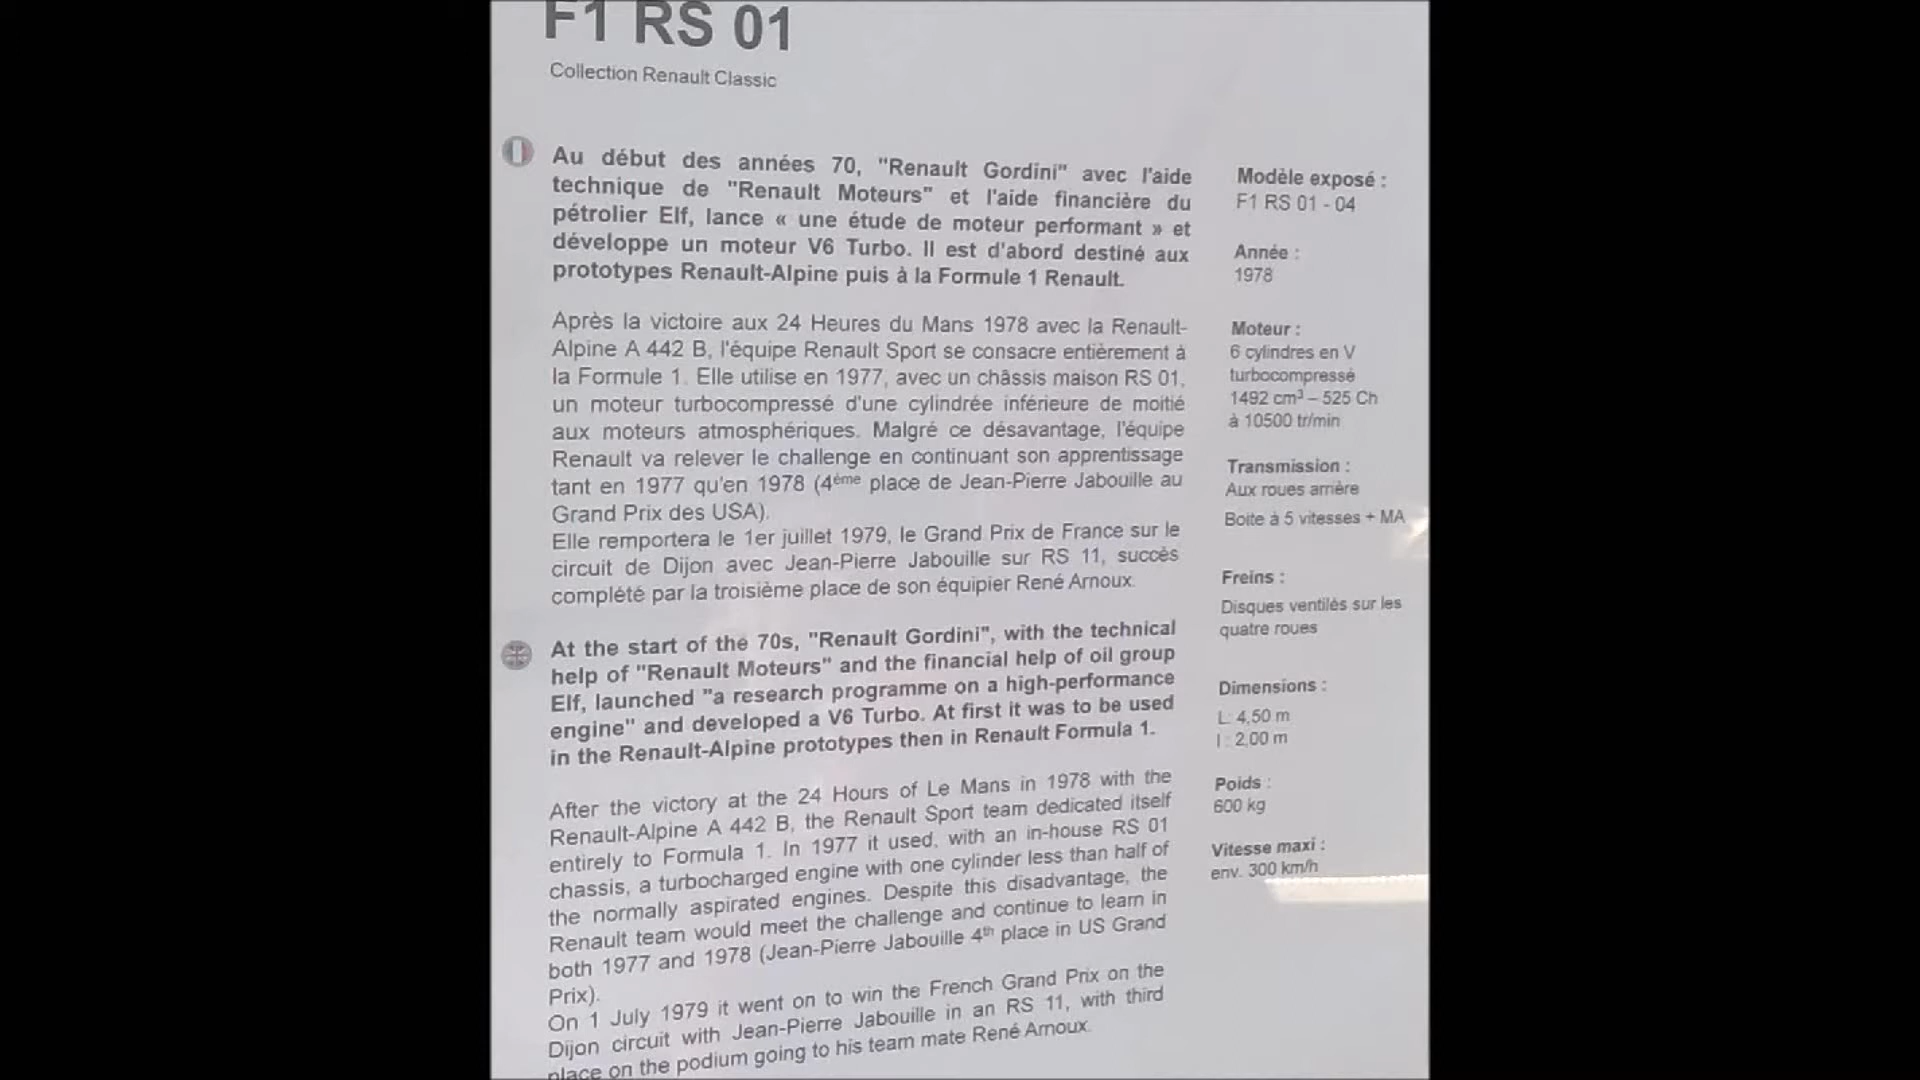 F1 RS 01
Collection Renault Classic
Au début des années 70, "Renault Gordini" avec l'aide
technique de "Renault Moteurs" et l'aide financière du
pétrolier Elf, lance « une étude de moteur performant » et
développe un moteur V6 Turbo. Il est d'abord destiné aux
prototypes Renault-Alpine puis à la Formule 1 Renault.
Après la victoire aux 24 Heures du Mans 1978 avec la Renault-
Alpine A 442 B, l'équipe Renault Sport se consacre entièrement à
la Formule 1. Elle utilise en 1977, avec un châssis maison RS 01,
un moteur turbocompressé d'une cylindrée inférieure de moitié
aux moteurs atmosphériques. Malgré ce désavantage, l'équipe
Renault va relever le challenge en continuant son apprentissage
tant en 1977 qu'en 1978 (4ème place de Jean-Pierre Jabouille au
Grand Prix des USA).
Elle remportera le 1er juillet 1979, le Grand Prix de France sur le
circuit de Dijon avec Jean-Pierre Jabouille sur RS 11, succès
complété par la troisième place de son équipier René Arnoux.
At the start of the 70s, "Renault Gordini", with the technical
help of "Renault Moteurs" and the financial help of oil group
Elf, launched "a research programme on a high-performance
engine" and developed a V6 Turbo. At first it was to be used
in the Renault-Alpine prototypes then in Renault Formula 1.
After the victory at the 24 Hours of Le Mans in 1978 with the
Renault-Alpine A 442 B, the Renault Sport team dedicated itself
entirely to Formula 1. In 1977 it used, with an in-house RS 01
chassis, a turbocharged engine with one cylinder less than half of
the normally aspirated engines. Despite this disadvantage, the
Renault team would meet the challenge and continue to learn in
both 1977 and 1978 (Jean-Pierre Jabouille 4th place in US Grand
Prix).
On 1 July 1979 it went on to win the French Grand Prix on the
Dijon circuit with Jean-Pierre Jabouille in an RS 11, with third
place on the podium going to his team mate René Arnoux.
Modèle exposé :
F1 RS 01 - 04
Année :
1978
Moteur :
6 cylindres en V
turbocompressé
1492 cm³ – 525 Ch
à 10500 tr/min
Transmission :
Aux roues arrière
Boite à 5 vitesses + MA
Freins :
Disques ventilés sur les
quatre roues
Dimensions :
L: 4,50 m
l : 2,00 m
Poids :
600 kg
Vitesse maxi :
env. 300 km/h